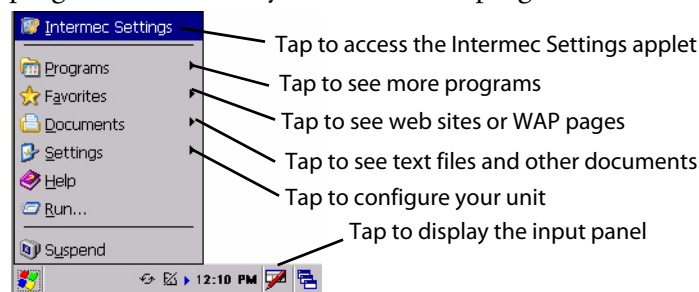 Intermec Settings
Tap to access the Intermec Settings applet
Programs
Tap to see more programs
Favorites
Tap to see web sites or WAP pages
Documents
Tap to see text files and other documents
Settings
Tap to configure your unit
Help
Run...
Tap to display the input panel
Suspend
12:10 PM